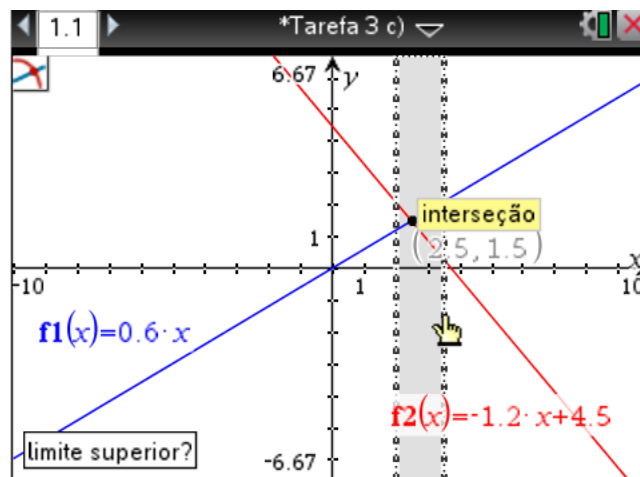 1.1
*Tarefa 3 c)
6.67
y
interseção
(2.5, 1.5)
1
x
-10
1
10
f1(x)=0.6·x
f2(x)=-1.2·x+4.5
limite superior?
-6.67